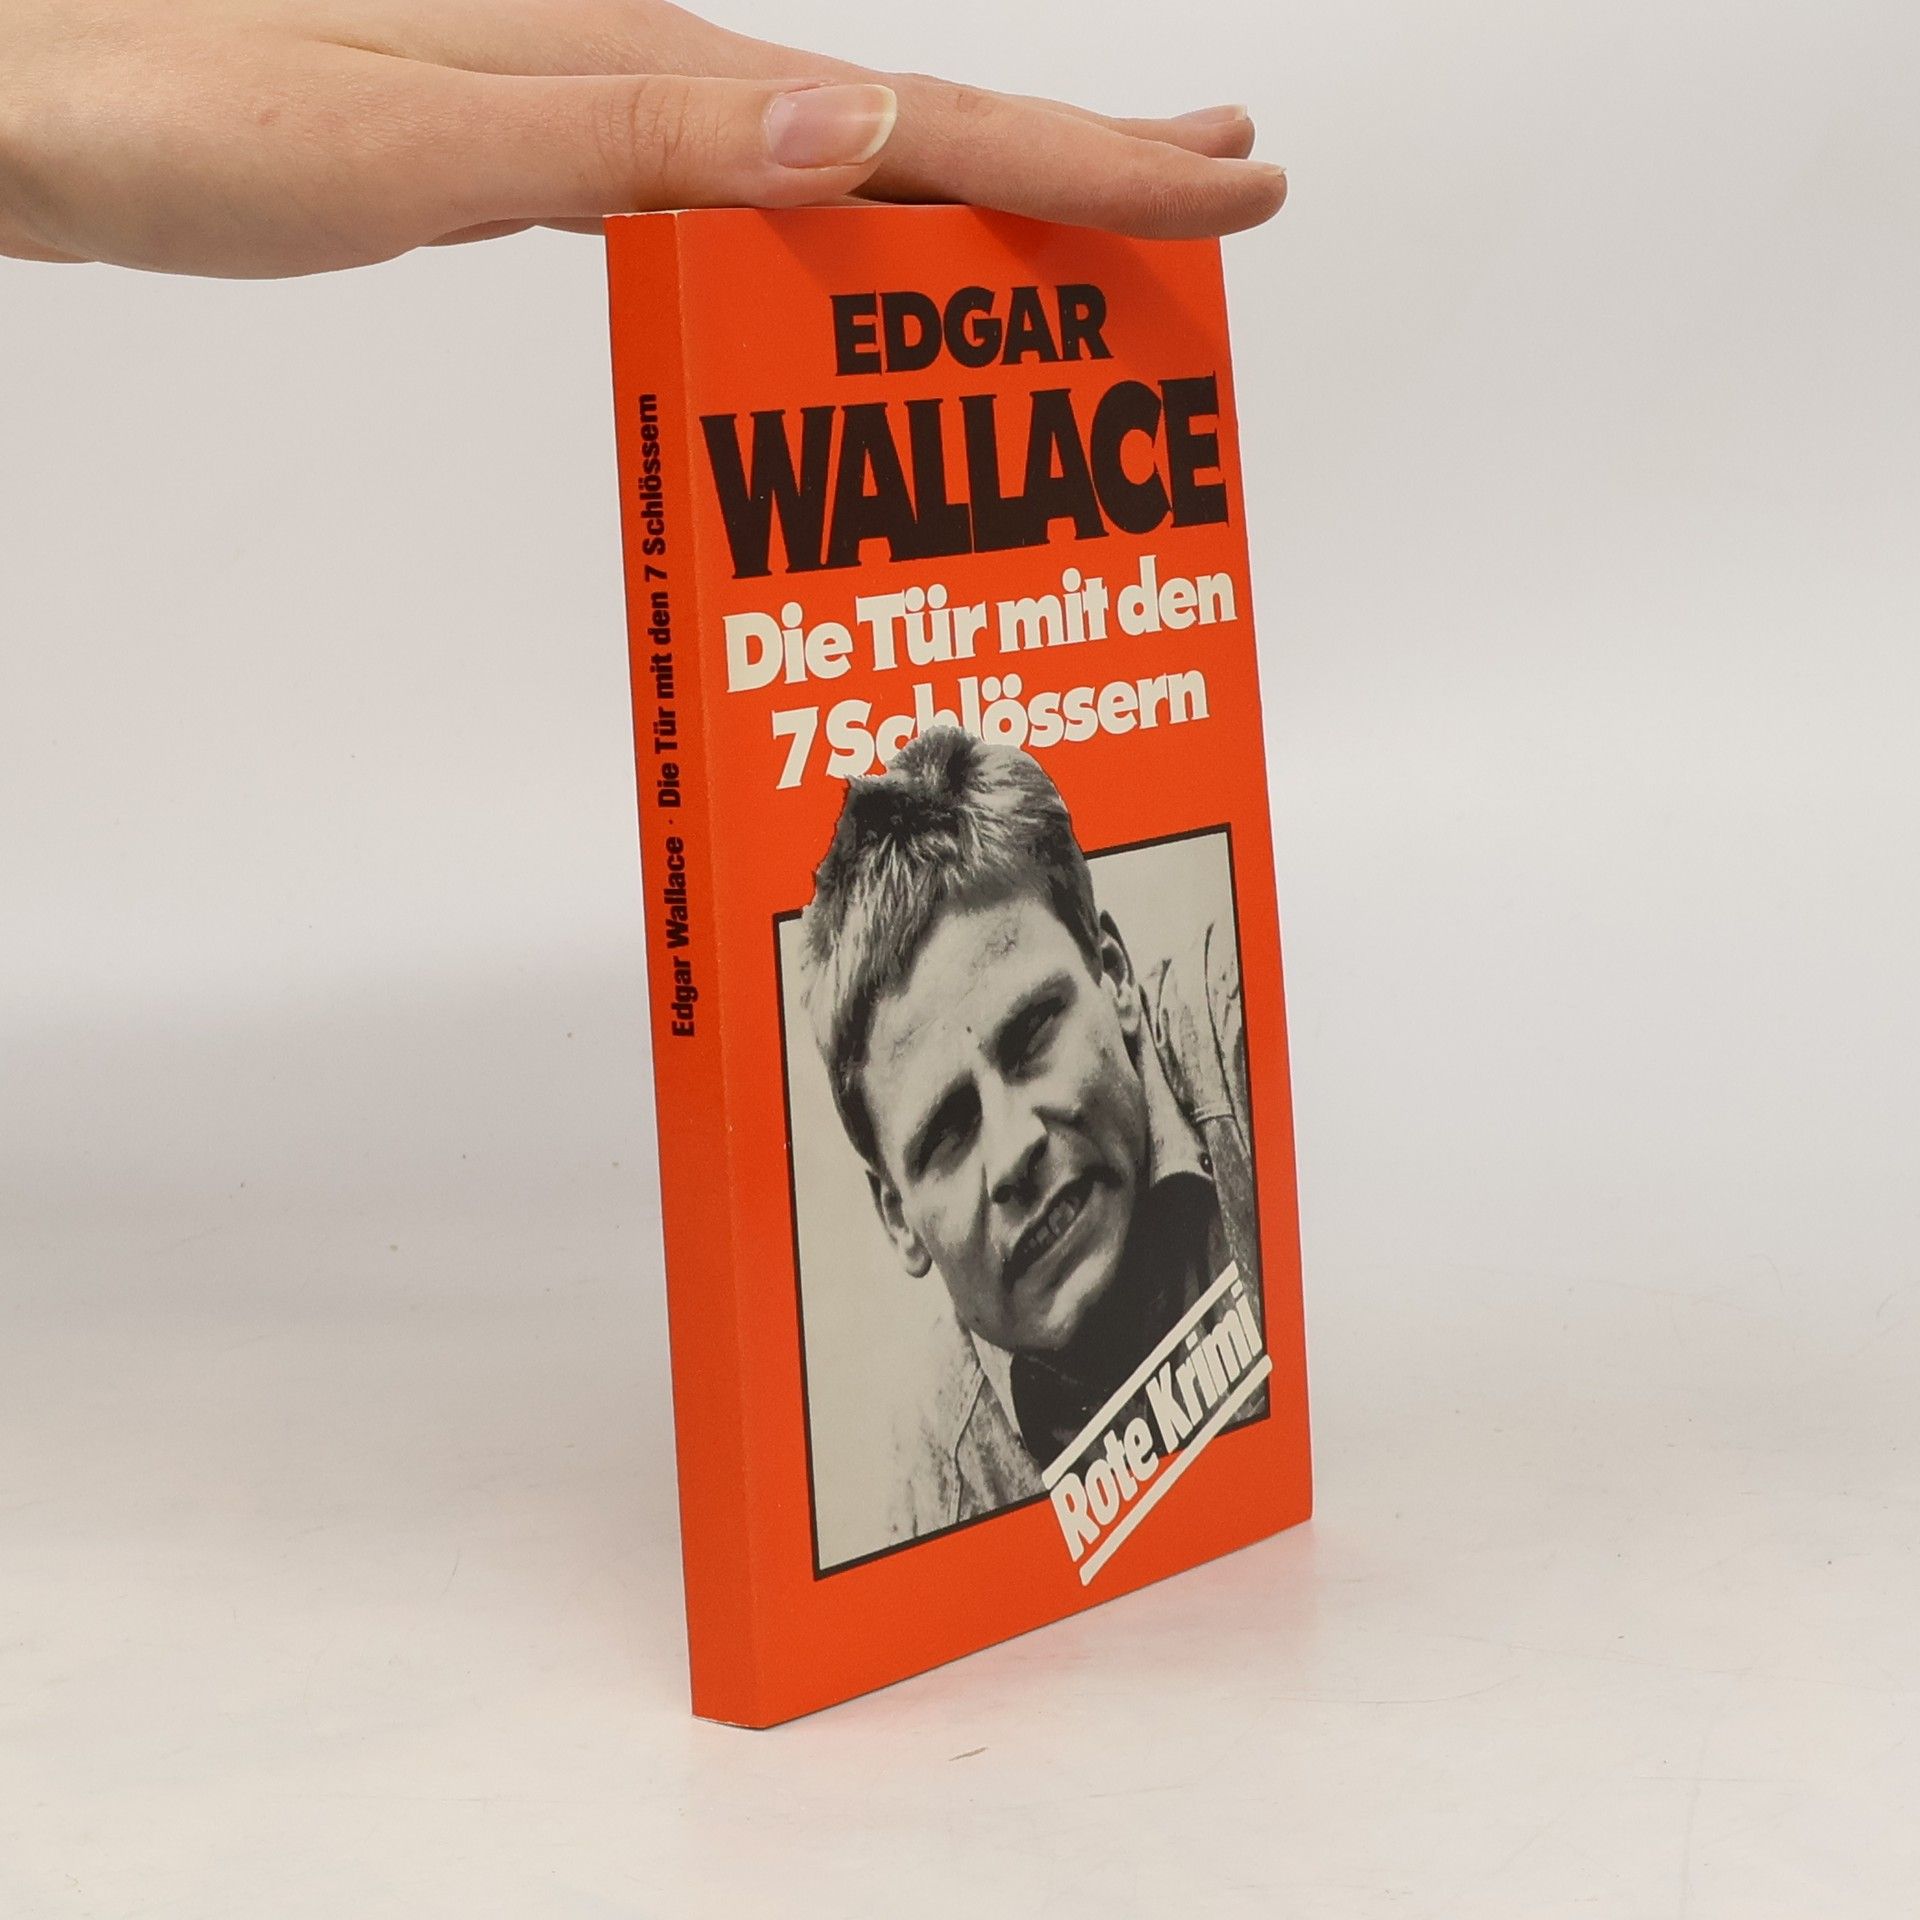 Edgar Wallace · Die Tür mit den 7 Schlössern
EDGAR
WALLACE
Die Tür mit den
7 Schlössern
Rote Krimi